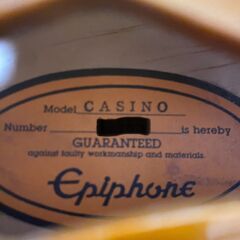 Model CASINO
Number is hereby
GUARANTEED
against faulty workmanship and materials.
Epiphone